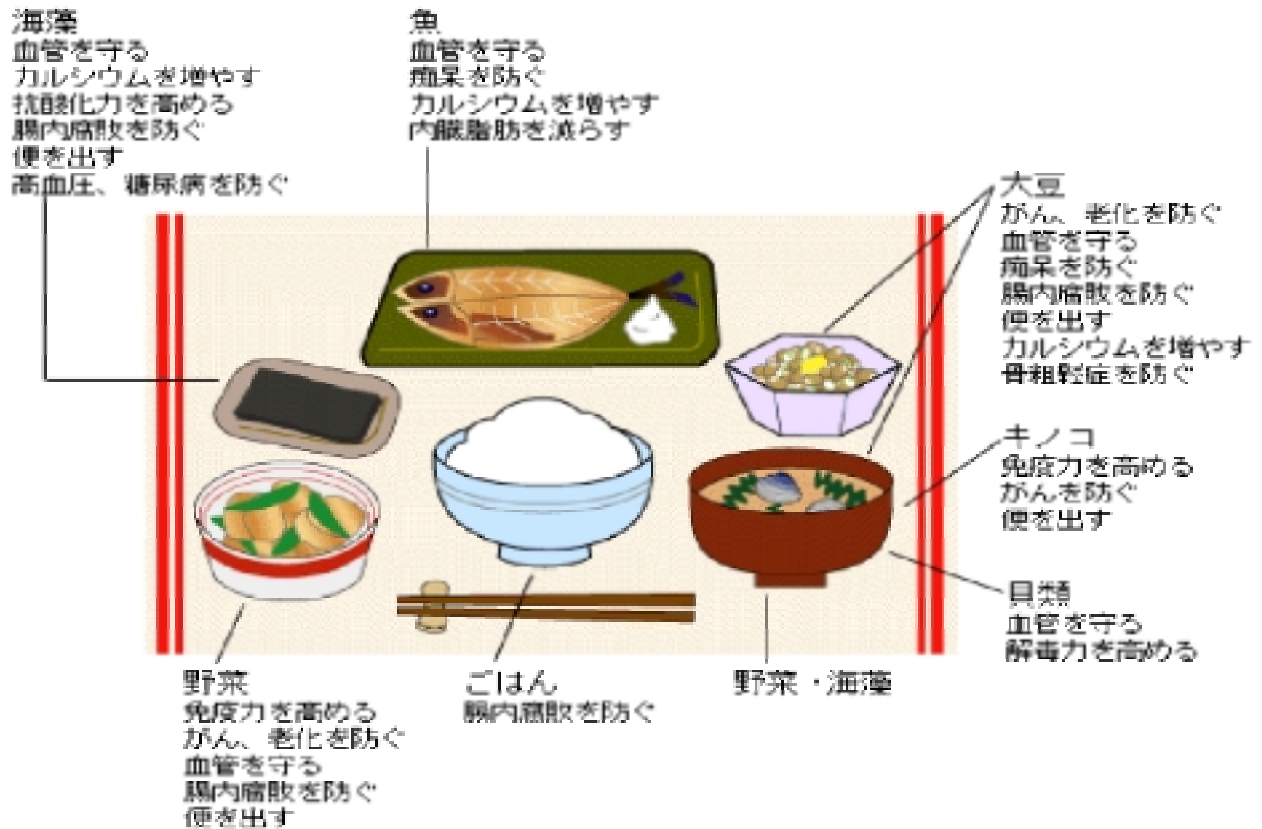 海藻
血管を守る
カルシウムを増やす
抗酸化力を高める
腸内腐敗を防ぐ
便を出す
高血圧、糖尿病を防ぐ
魚
血管を守る
痴呆を防ぐ
カルシウムを増やす
内臓脂肪を減らす
大豆
がん、老化を防ぐ
血管を守る
痴呆を防ぐ
腸内腐敗を防ぐ
便を出す
カルシウムを増やす
骨粗鬆症を防ぐ
キノコ
免疫力を高める
がんを防ぐ
便を出す
貝類
血管を守る
解毒力を高める
野菜
免疫力を高める
がん、老化を防ぐ
血管を守る
腸内腐敗を防ぐ
便を出す
ごはん
腸内腐敗を防ぐ
野菜・海藻